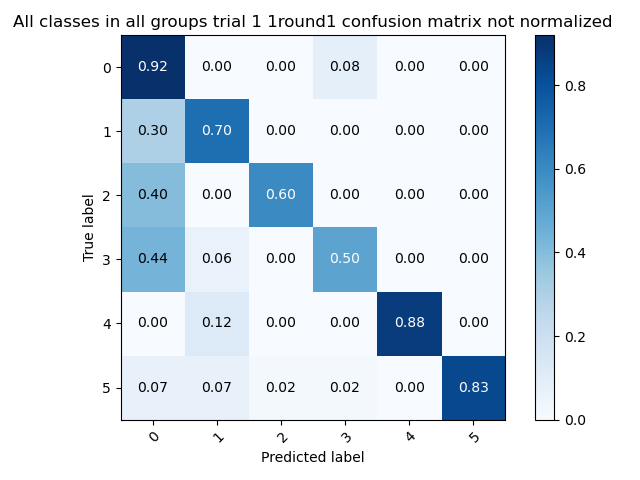 All classes in all groups trial 1 1round1 confusion matrix not normalized
0 0.92 0.00 0.00 0.08 0.00 0.00
1 0.30 0.70 0.00 0.00 0.00 0.00
2 0.40 0.00 0.60 0.00 0.00 0.00
3 0.44 0.06 0.00 0.50 0.00 0.00
4 0.00 0.12 0.00 0.00 0.88 0.00
5 0.07 0.07 0.02 0.02 0.00 0.83
0 1 2 3 4 5
True label
Predicted label
0.8
0.6
0.4
0.2
0.0